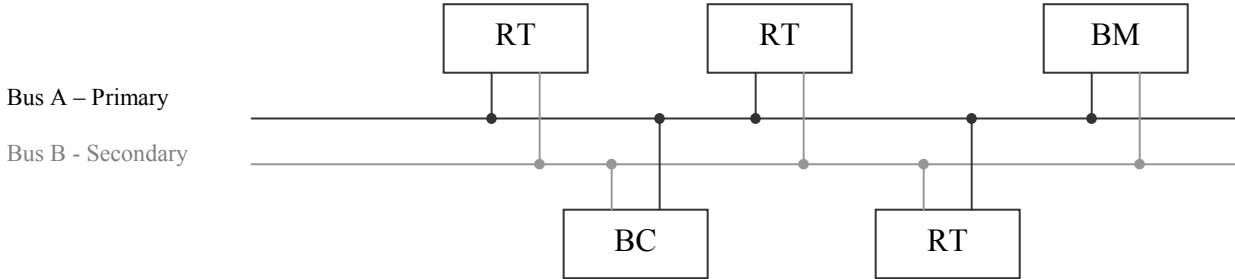 RT
RT
BM
Bus A – Primary
Bus B - Secondary
BC
RT